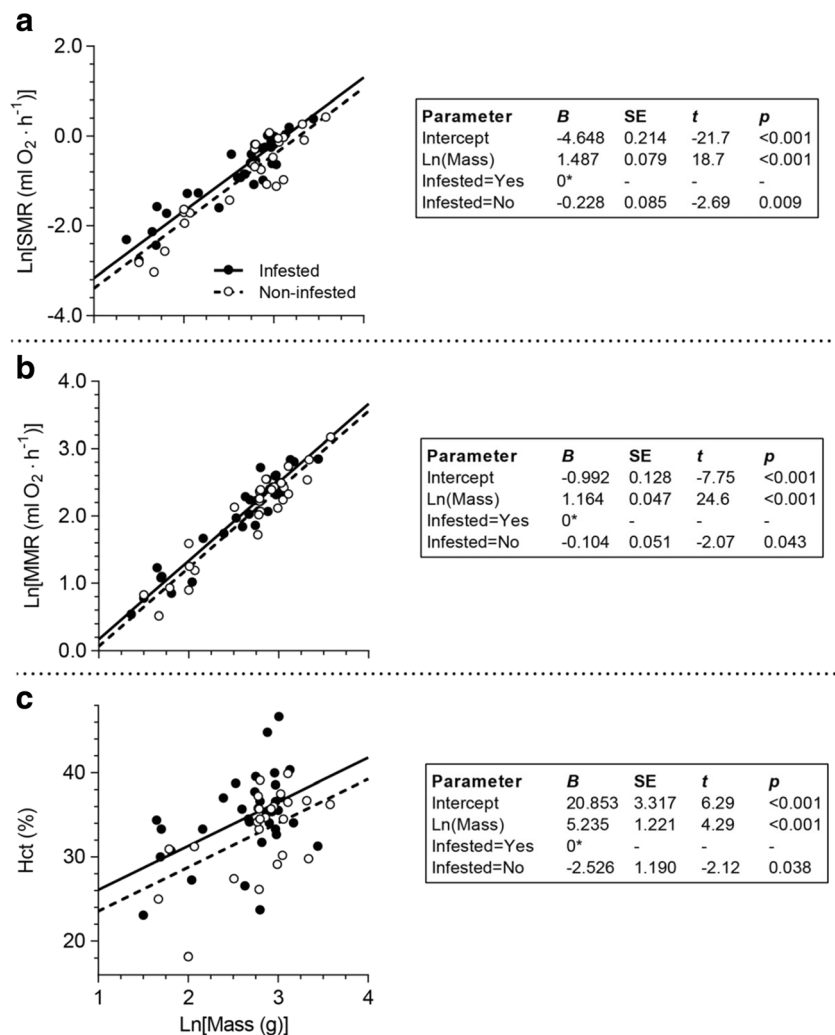 a
2.0
0.0
-2.0
-4.0
Ln[SMR (ml O₂ · h⁻¹)]
Infested
Non-infested
Parameter B SE t p
Intercept -4.648 0.214 -21.7 <0.001
Ln(Mass) 1.487 0.079 18.7 <0.001
Infested=Yes 0* - - -
Infested=No -0.228 0.085 -2.69 0.009
b
4.0
3.0
2.0
1.0
0.0
Ln[MMR (ml O₂ · h⁻¹)]
Parameter B SE t p
Intercept -0.992 0.128 -7.75 <0.001
Ln(Mass) 1.164 0.047 24.6 <0.001
Infested=Yes 0* - - -
Infested=No -0.104 0.051 -2.07 0.043
c
40
30
20
Hct (%)
1 2 3 4
Ln[Mass (g)]
Parameter B SE t p
Intercept 20.853 3.317 6.29 <0.001
Ln(Mass) 5.235 1.221 4.29 <0.001
Infested=Yes 0* - - -
Infested=No -2.526 1.190 -2.12 0.038